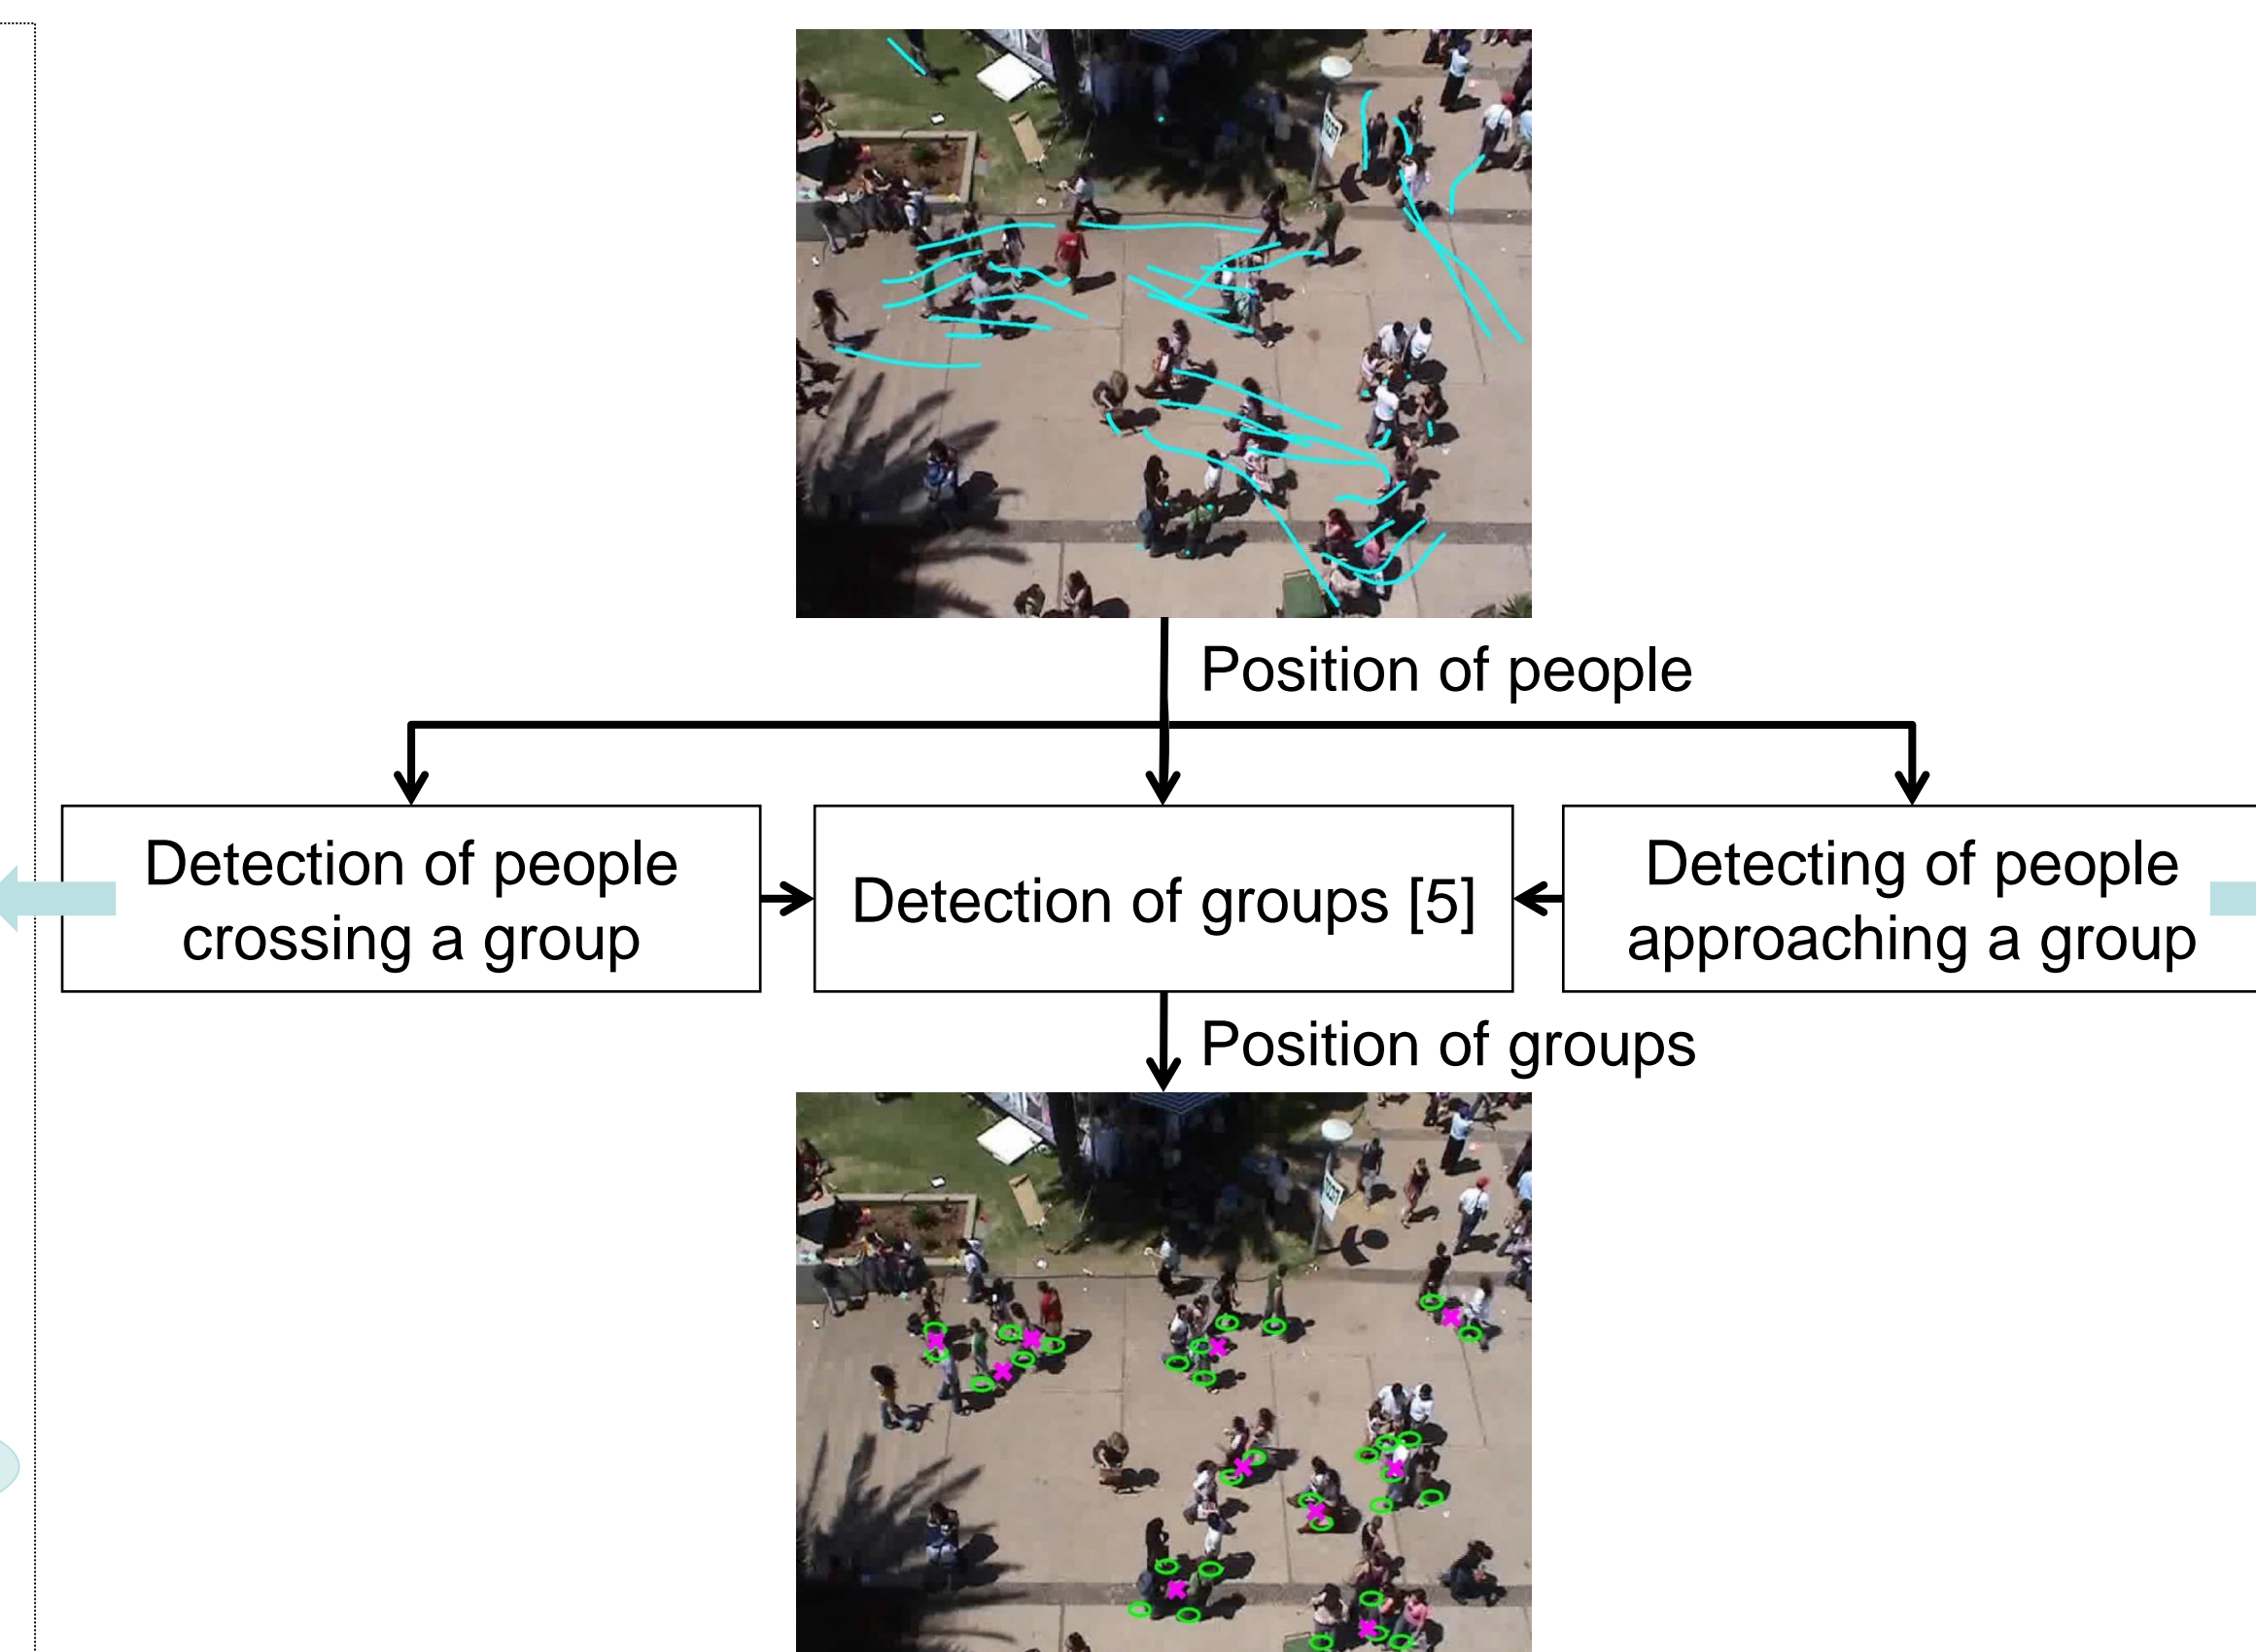 Position of people
Detection of people
crossing a group
Detection of groups [5]
Detecting of people
approaching a group
Position of groups